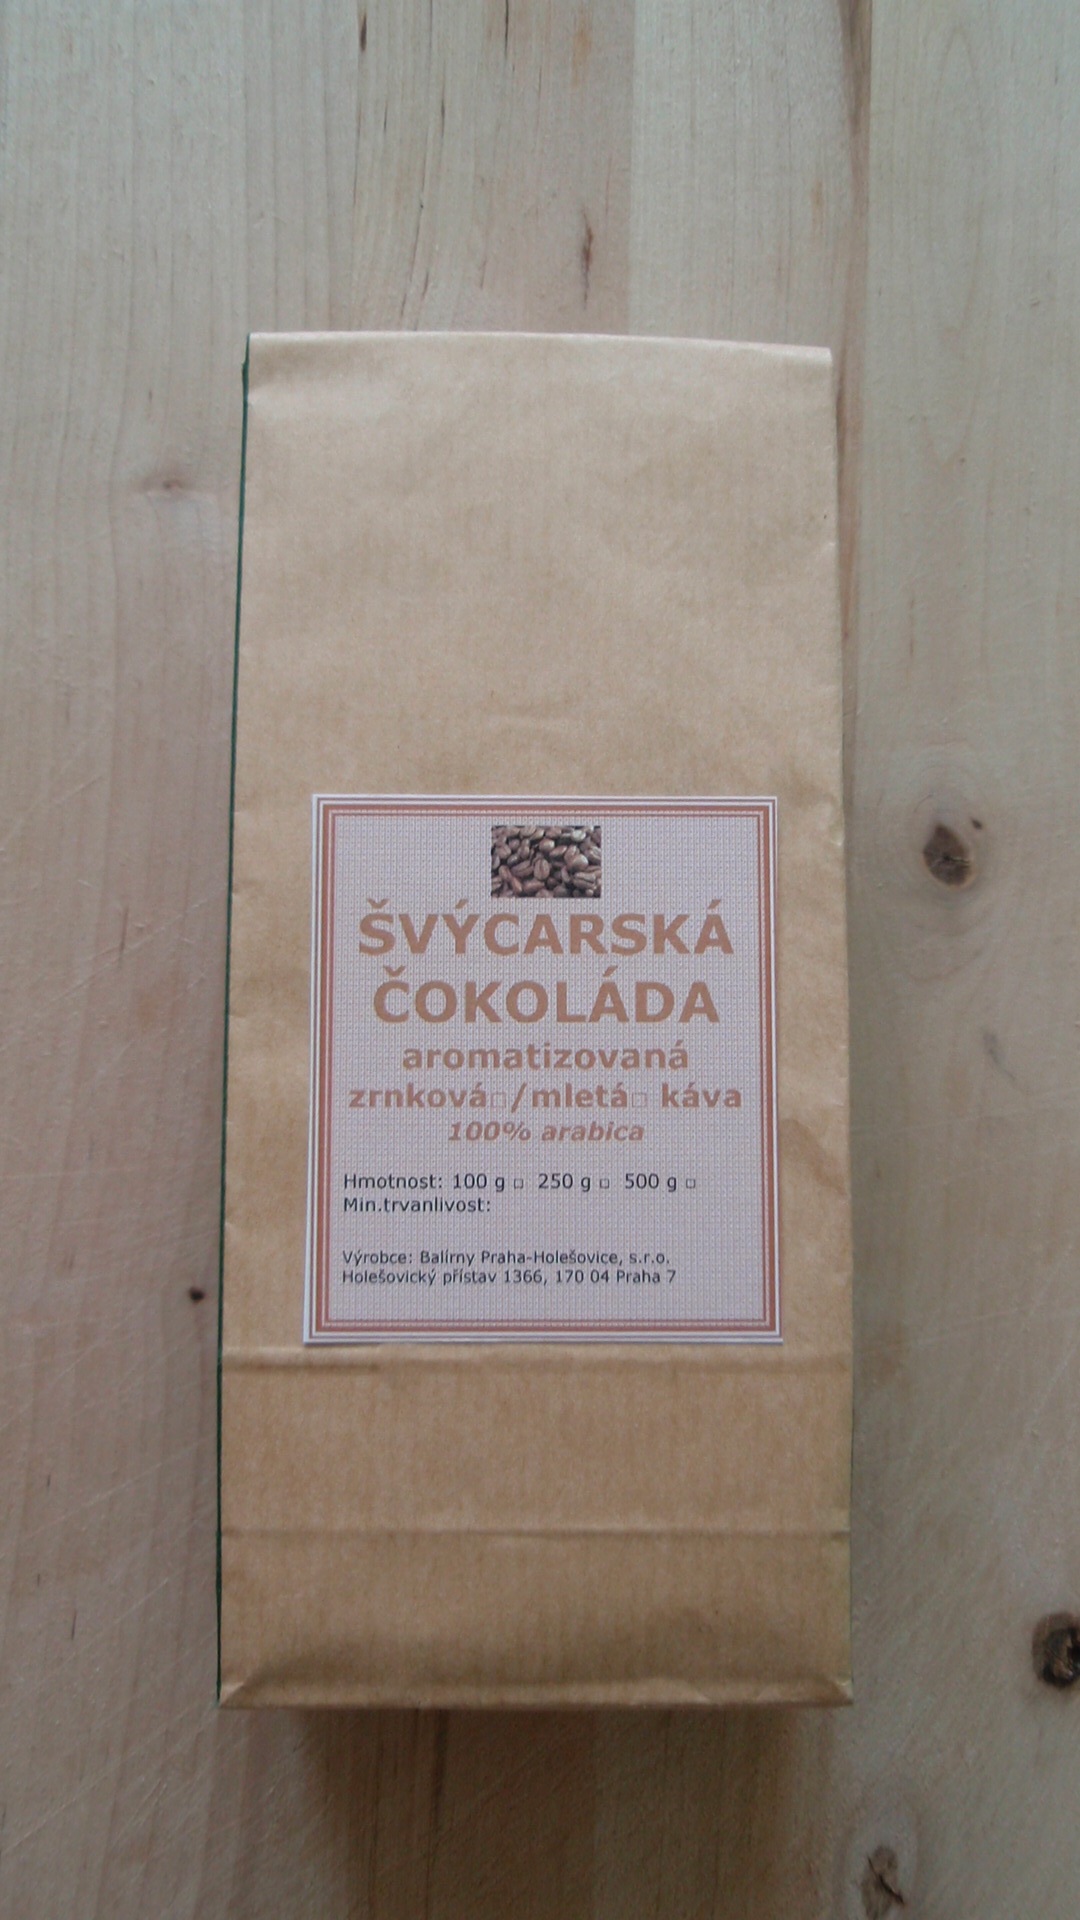 ŠVÝCARSKÁ
ČOKOLÁDA
aromatizovaná
zrnková□/mletá□ káva
100% arabica
Hmotnost: 100 g □ 250 g □ 500 g □
Min.trvanlivost:
Výrobce: Balírny Praha-Holešovice, s.r.o.
Holešovický přístav 1366, 170 04 Praha 7